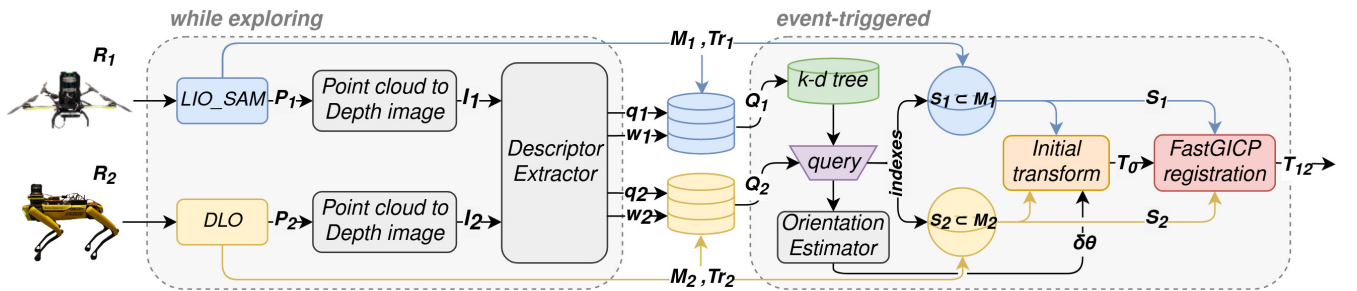 while exploring
event-triggered
R1
M1 ,Tr1
LIO_SAM
P1
Point cloud to
Depth image
I1
Descriptor
Extractor
q1
w1
Q1
k-d tree
query
indexes
S1 ⊂ M1
S1
Initial
transform
T0
FastGICP
registration
T12
R2
DLO
P2
Point cloud to
Depth image
I2
q2
w2
Q2
Orientation
Estimator
S2 ⊂ M2
S2
δθ
M2 ,Tr2